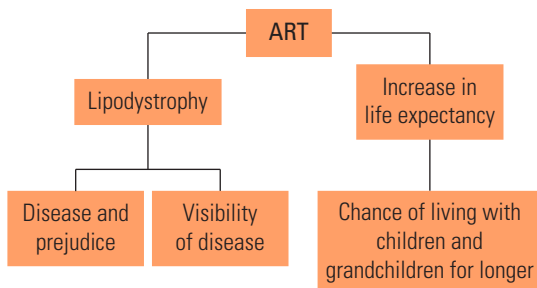 ART
Lipodystrophy
Increase in
life expectancy
Disease and
prejudice
Visibility
of disease
Chance of living with
children and
grandchildren for longer